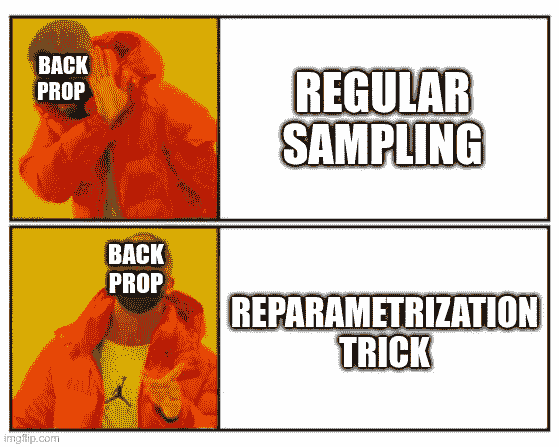 BACK
PROP
REGULAR
SAMPLING
BACK
PROP
REPARAMETRIZATION
TRICK
imgflip.com